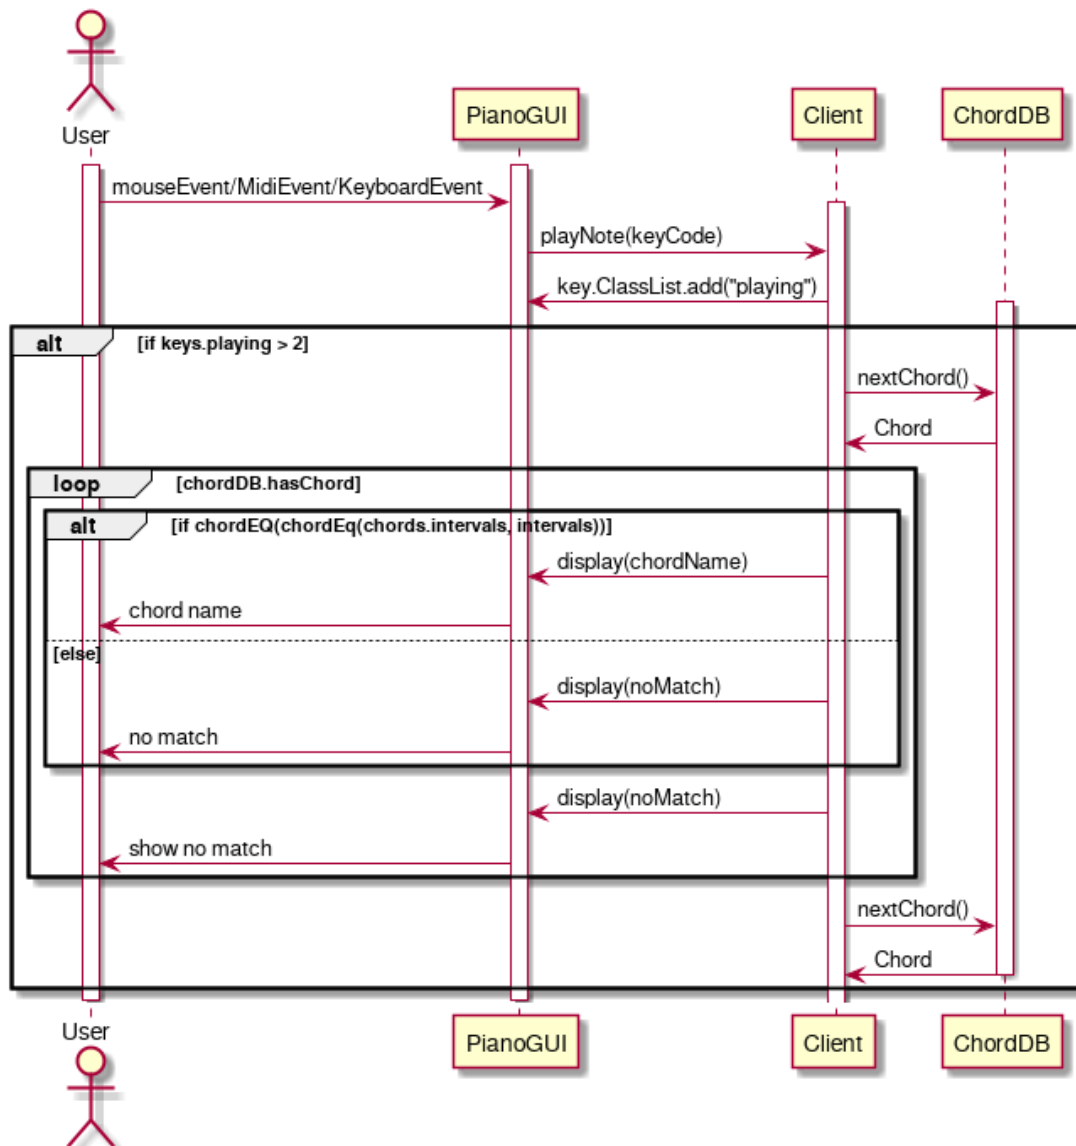 User
PianoGUI
Client
ChordDB
mouseEvent/MidiEvent/KeyboardEvent
playNote(keyCode)
key.ClassList.add("playing")
alt
[if keys.playing > 2]
nextChord()
Chord
loop
[chordDB.hasChord]
alt
[if chordEQ(chordEq(chords.intervals, intervals))]
display(chordName)
chord name
[else]
display(noMatch)
no match
display(noMatch)
show no match
nextChord()
Chord
User
PianoGUI
Client
ChordDB